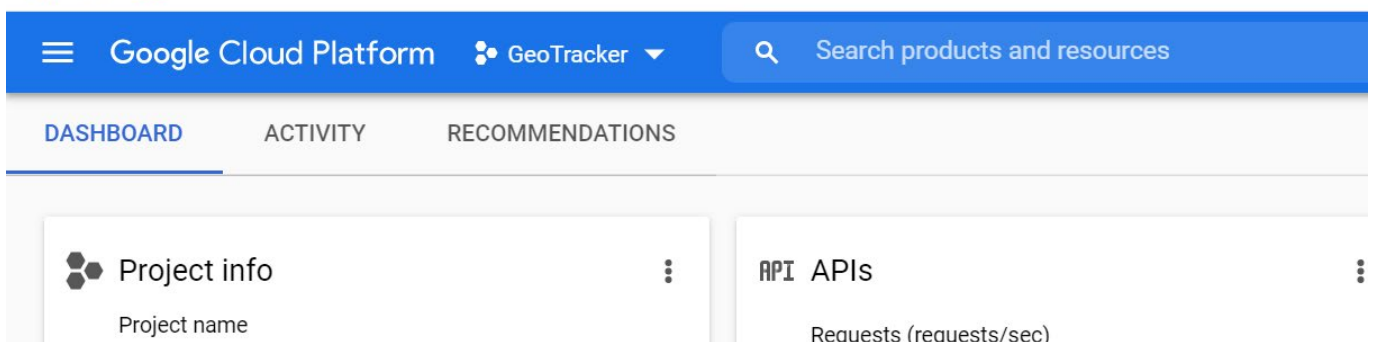 Google Cloud Platform GeoTracker Search products and resources
DASHBOARD ACTIVITY RECOMMENDATIONS
Project info
API APIs
Project name
Requests (requests/sec)